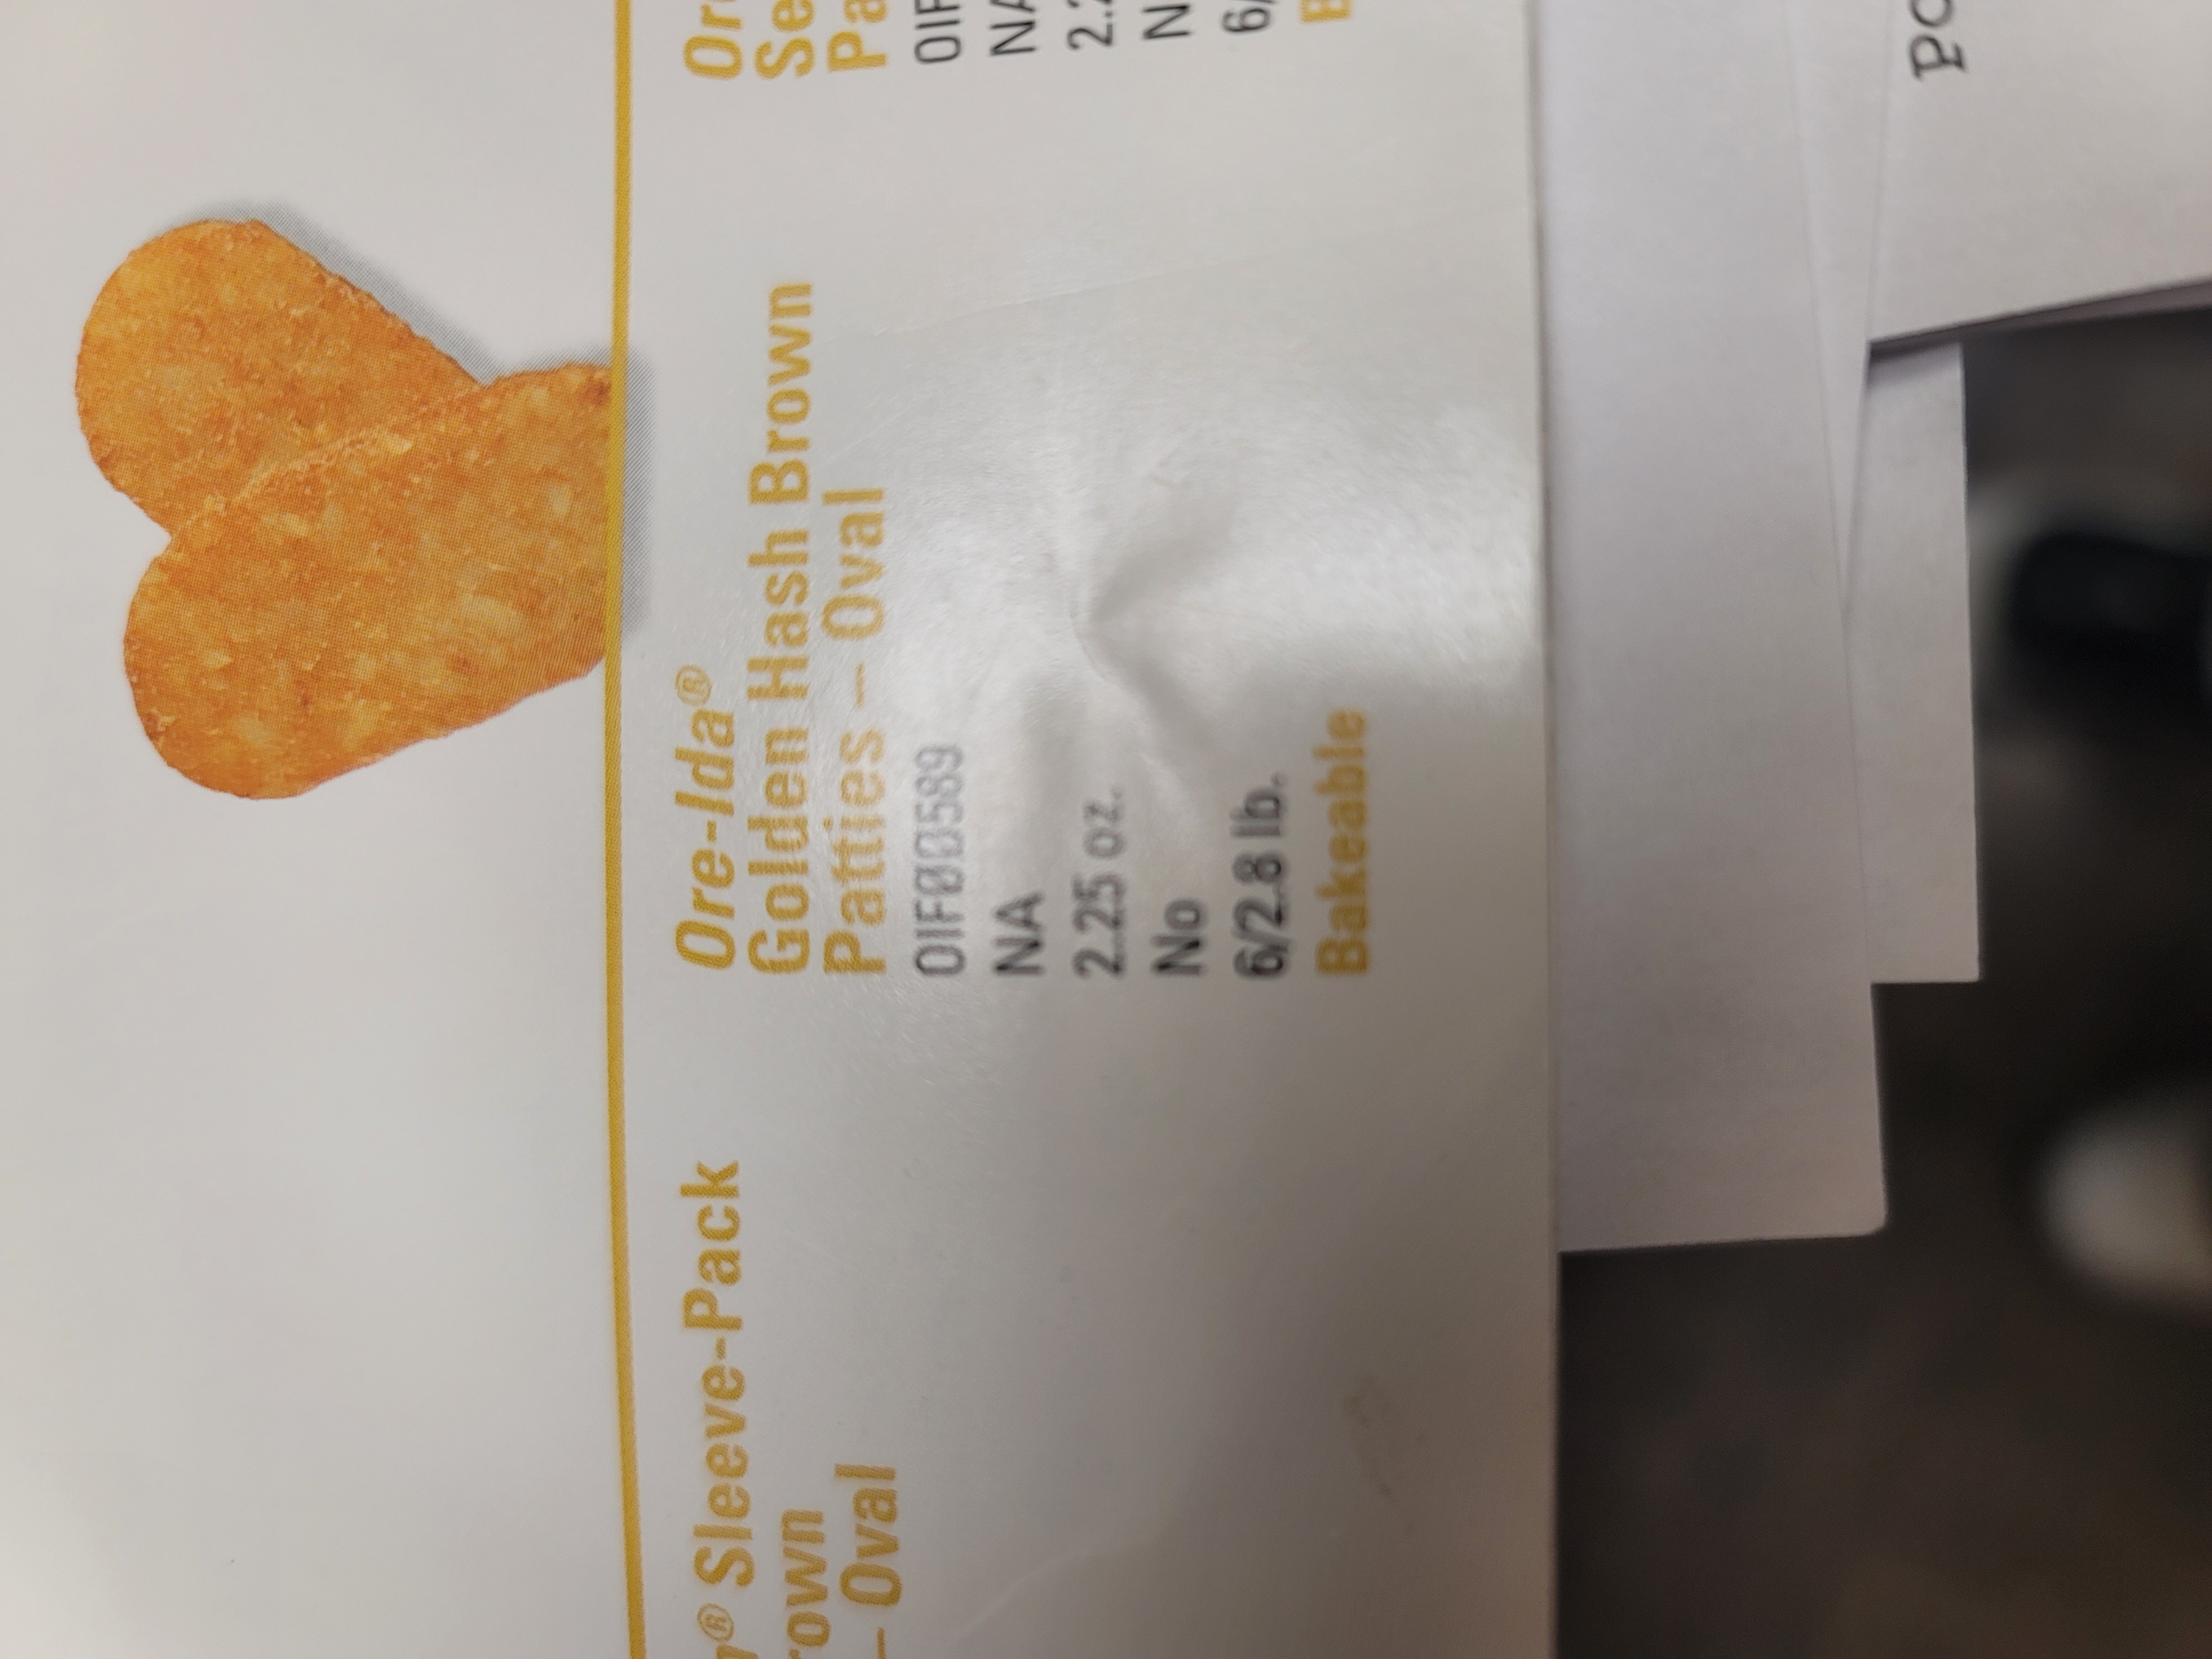 Ore-Ida®
Golden Hash Brown
Patties – Oval
OIF00589
NA
2.25 oz.
No
6/2.8 lb.
Bakeable
® Sleeve-Pack
– Oval